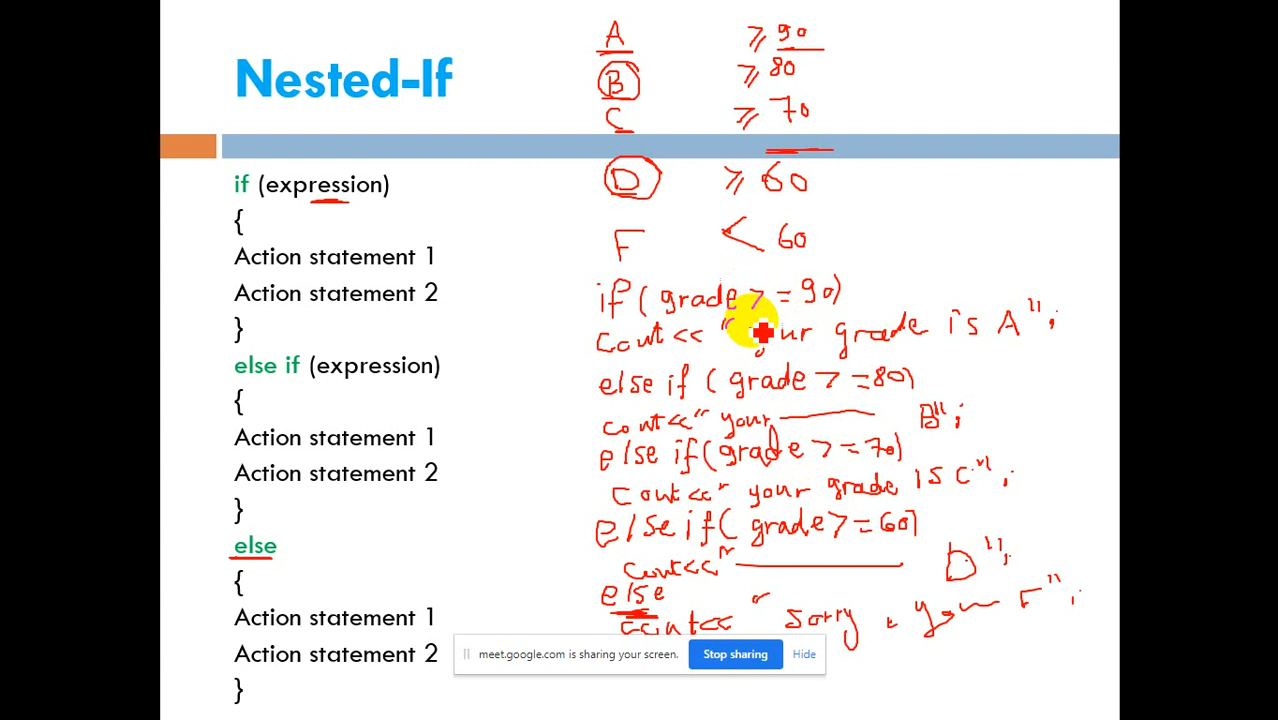 Nested-If
A ≥ 90
B ≥ 80
C ≥ 70
D ≥ 60
F < 60
if (expression)
{
Action statement 1
Action statement 2
}
else if (expression)
{
Action statement 1
Action statement 2
}
else
{
Action statement 1
Action statement 2
}
if ( grade >= 90)
cout<< " your grade is A";
else if ( grade >=80)
cout<<" your B";
else if( grade >=70)
cout<<" your grade is C";
else if( grade >=60)
cout<<" D";
else
cout<< " sorry , your F";
meet.google.com is sharing your screen. Stop sharing Hide